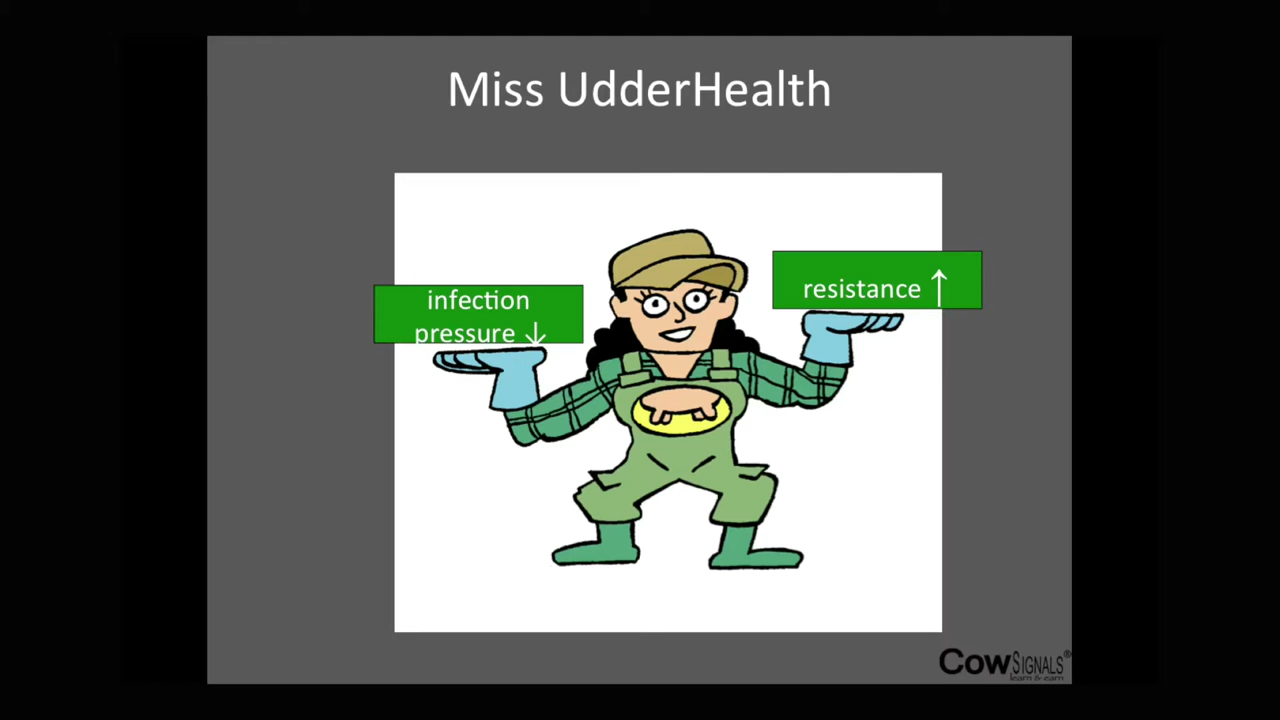 Miss UdderHealth
infection
pressure ↓
resistance ↑
CowSIGNALS®
learn & earn